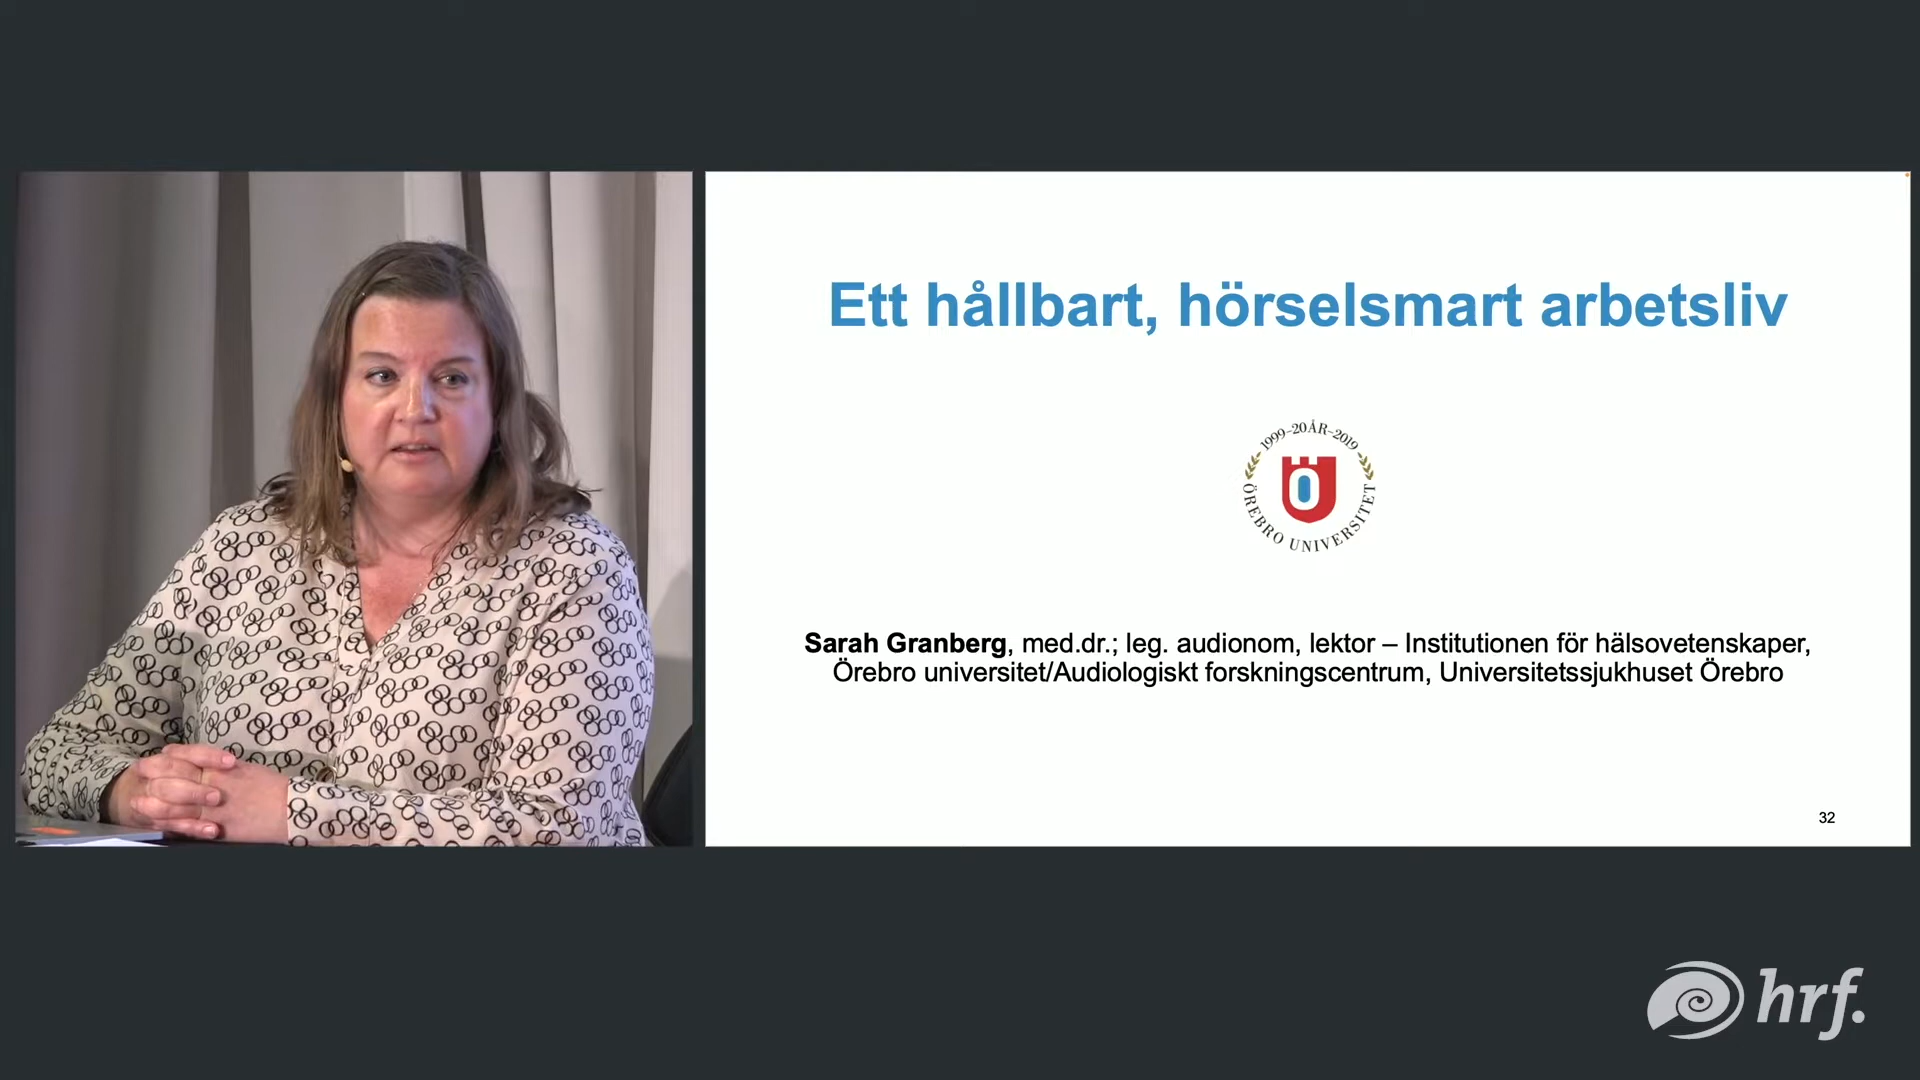 Ett hållbart, hörselsmart arbetsliv
1999–20 ÅR–2019
Ö
ÖREBRO UNIVERSITET
Sarah Granberg, med.dr.; leg. audionom, lektor – Institutionen för hälsovetenskaper,
Örebro universitet/Audiologiskt forskningscentrum, Universitetssjukhuset Örebro
32
hrf.